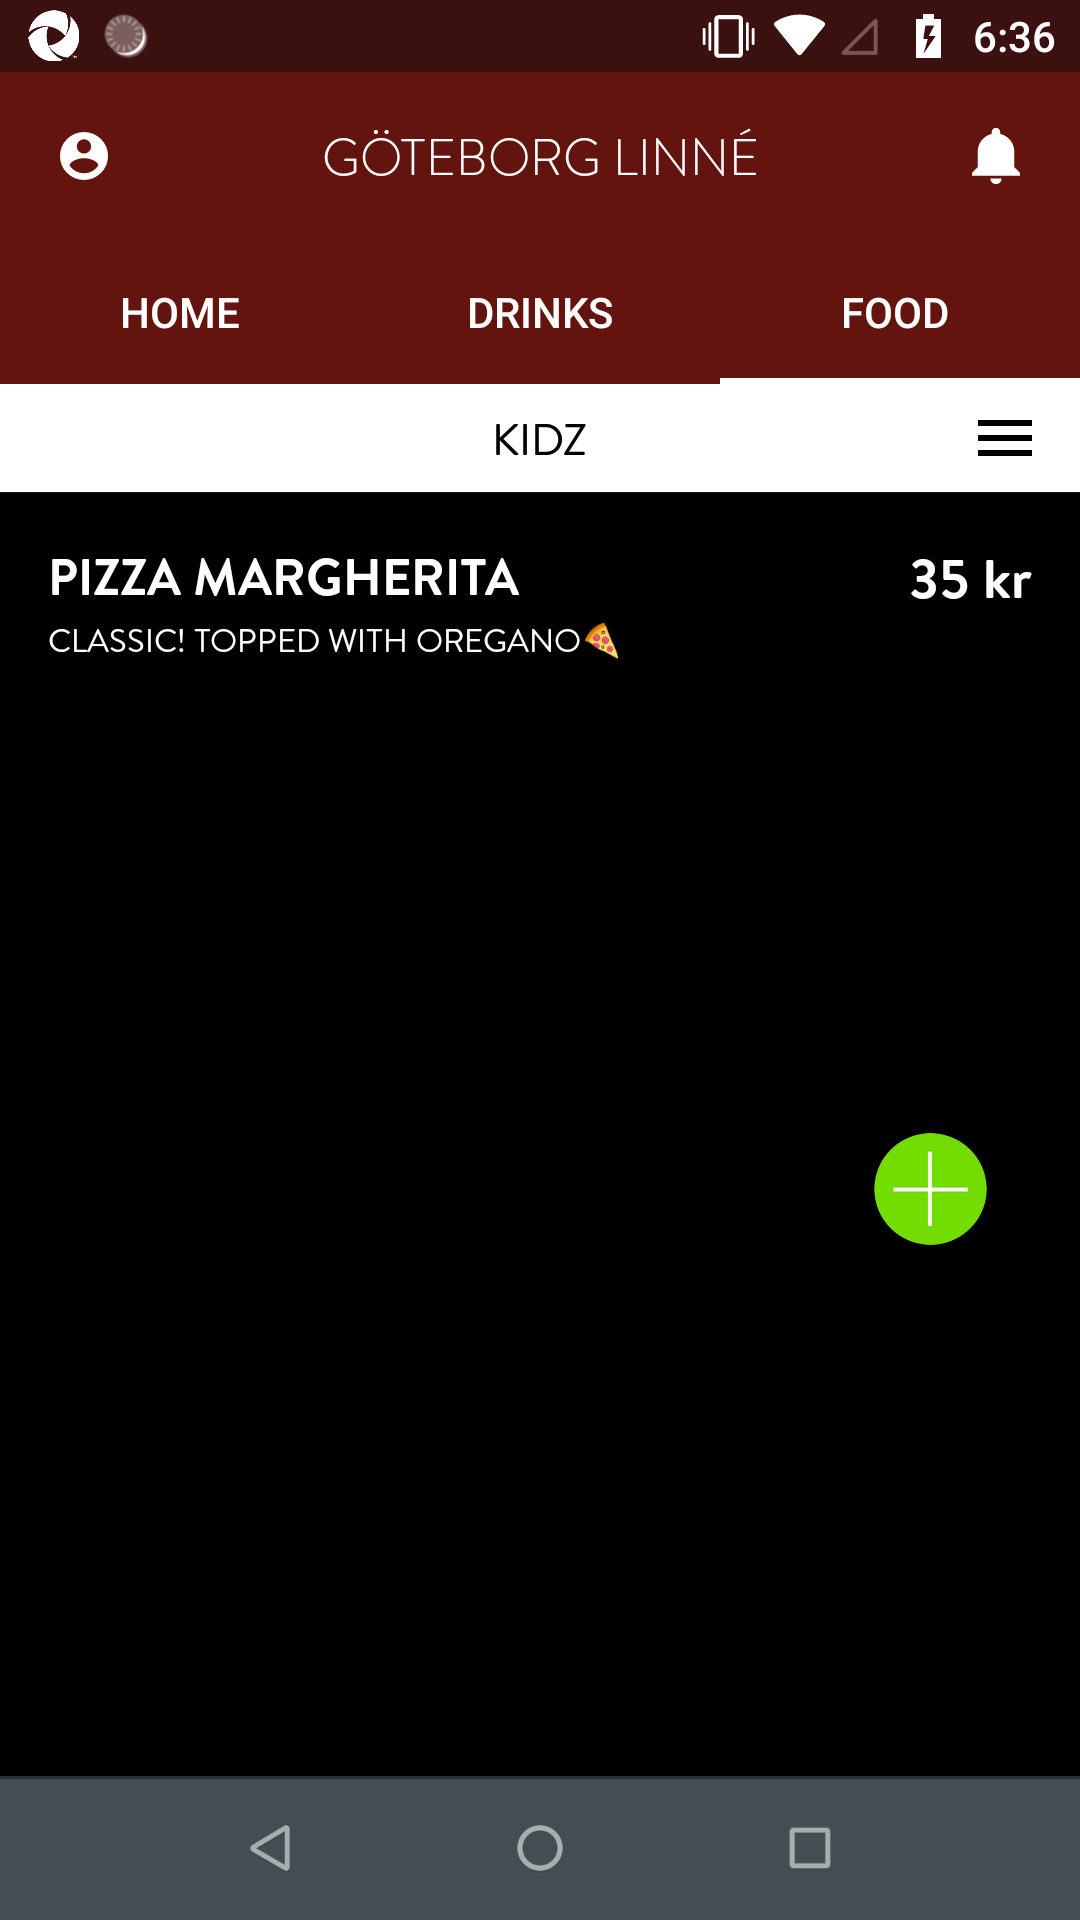 6:36
GÖTEBORG LINNÉ
HOME DRINKS FOOD
KIDZ
PIZZA MARGHERITA 35 kr
CLASSIC! TOPPED WITH OREGANO🍕